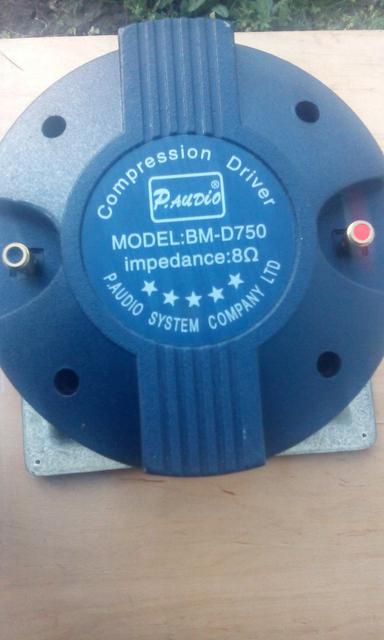 Compression Driver
P.AUDIO®
MODEL:BM-D750
impedance:8Ω
P.AUDIO SYSTEM COMPANY LTD